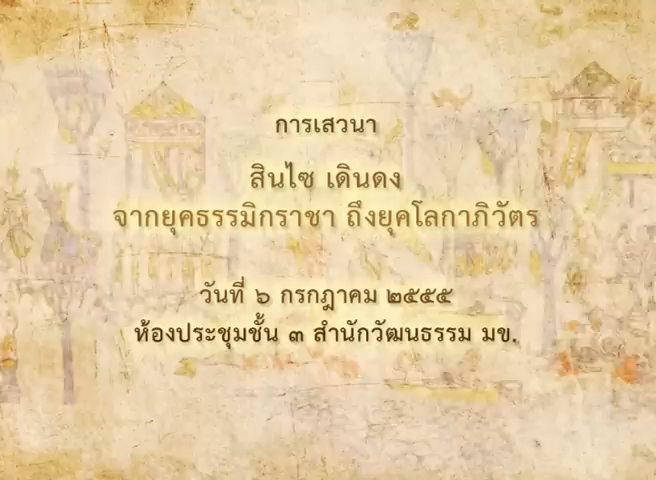 การเสวนา
สินไซ เดินดง
จากยุคธรรมิกราชา ถึงยุคโลกาภิวัตร
วันที่ ๖ กรกฎาคม ๒๕๕๕
ห้องประชุมชั้น ๓ สำนักวัฒนธรรม มข.